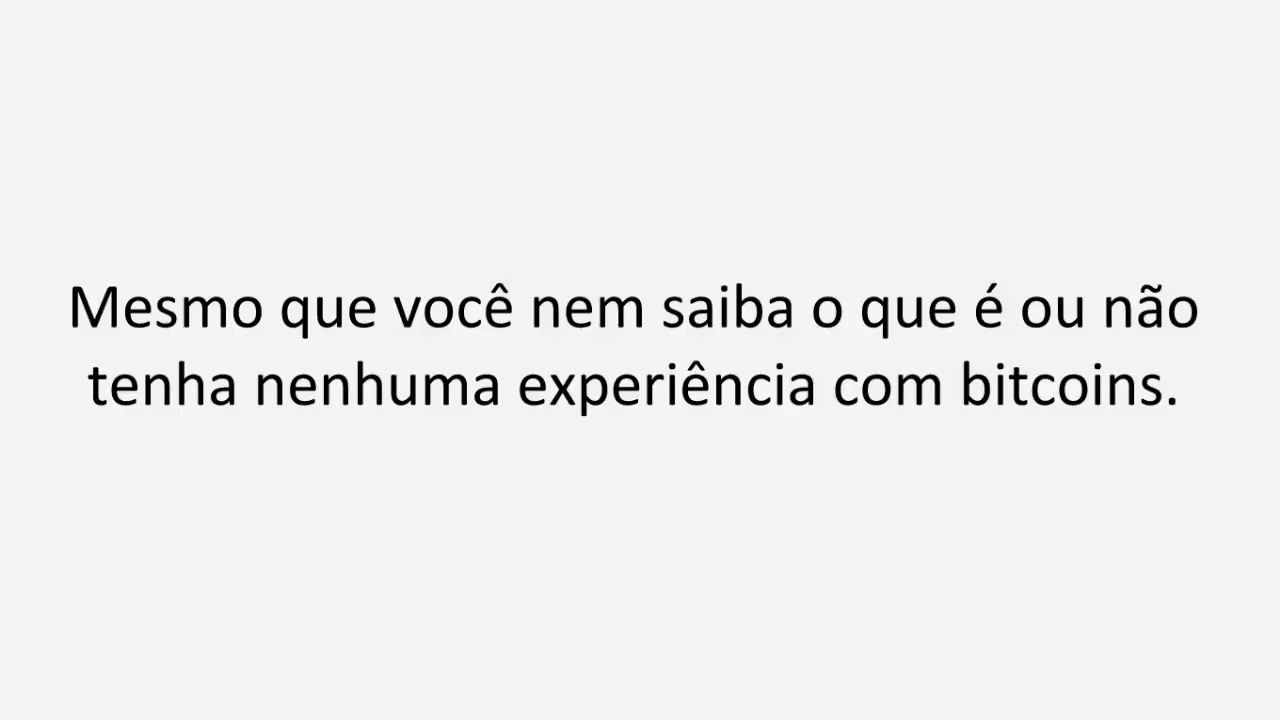 Mesmo que você nem saiba o que é ou não
tenha nenhuma experiência com bitcoins.